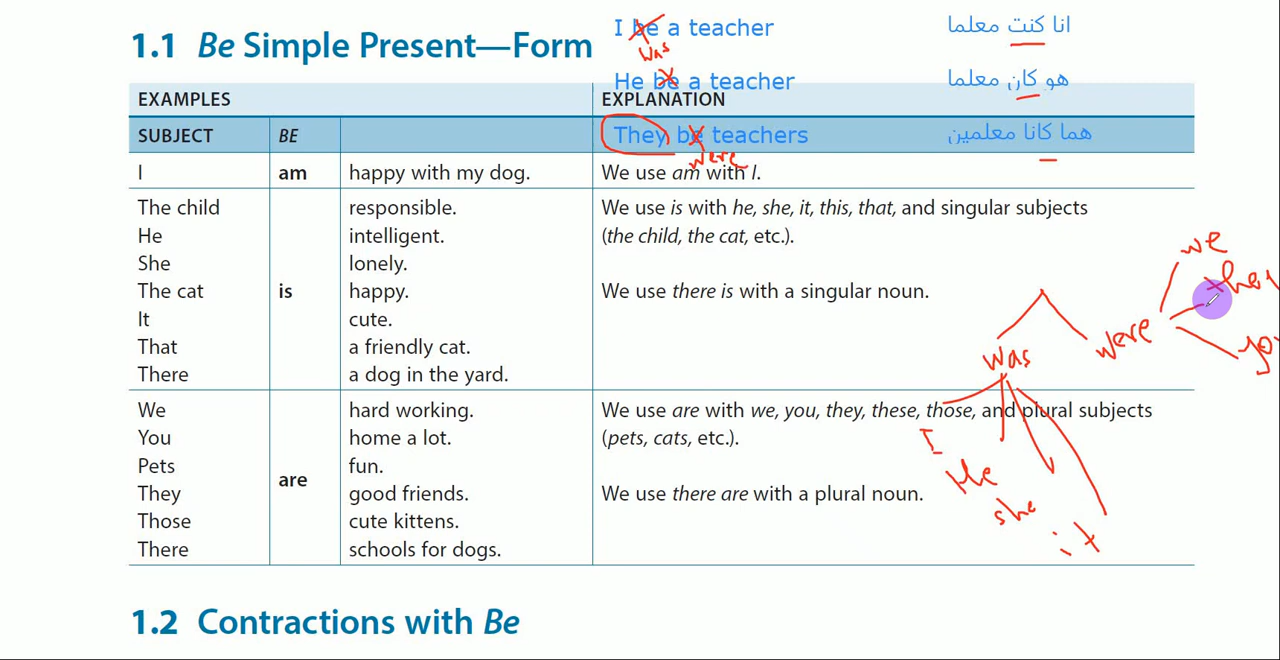 I be a teacher انا كنت معلما
was
He be a teacher هو كان معلما
They be teachers هما كانا معلمين
were
1.1 Be Simple Present—Form
EXAMPLES EXPLANATION
SUBJECT BE
I am happy with my dog. We use am with I.
The child responsible. We use is with he, she, it, this, that, and singular subjects
He intelligent. (the child, the cat, etc.).
She lonely.
The cat is happy. We use there is with a singular noun.
It cute.
That a friendly cat.
There a dog in the yard.
We hard working. We use are with we, you, they, these, those, and plural subjects
You home a lot. (pets, cats, etc.).
Pets fun.
They are good friends. We use there are with a plural noun.
Those cute kittens.
There schools for dogs.
was were
we
I
He
she
it
1.2 Contractions with Be